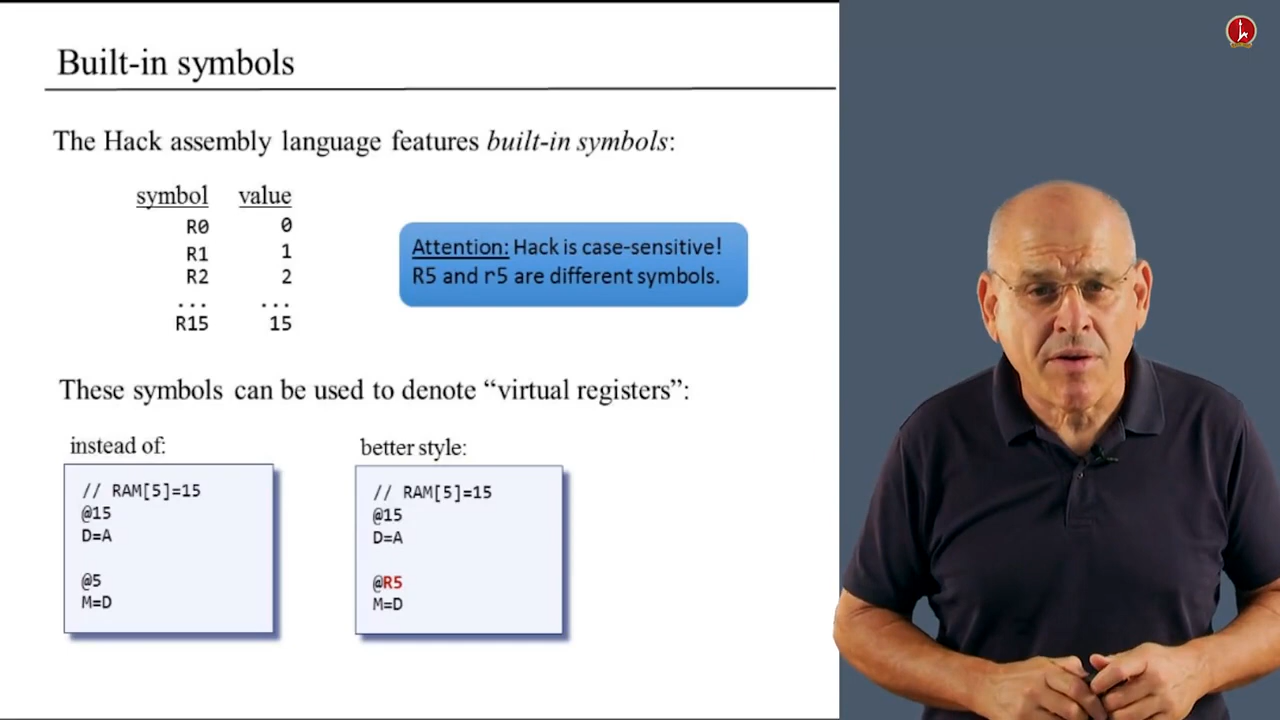 Built-in symbols
The Hack assembly language features built-in symbols:
symbol value
R0 0
R1 1
R2 2
... ...
R15 15
Attention: Hack is case-sensitive!
R5 and r5 are different symbols.
These symbols can be used to denote “virtual registers”:
instead of:
// RAM[5]=15
@15
D=A
@5
M=D
better style:
// RAM[5]=15
@15
D=A
@R5
M=D